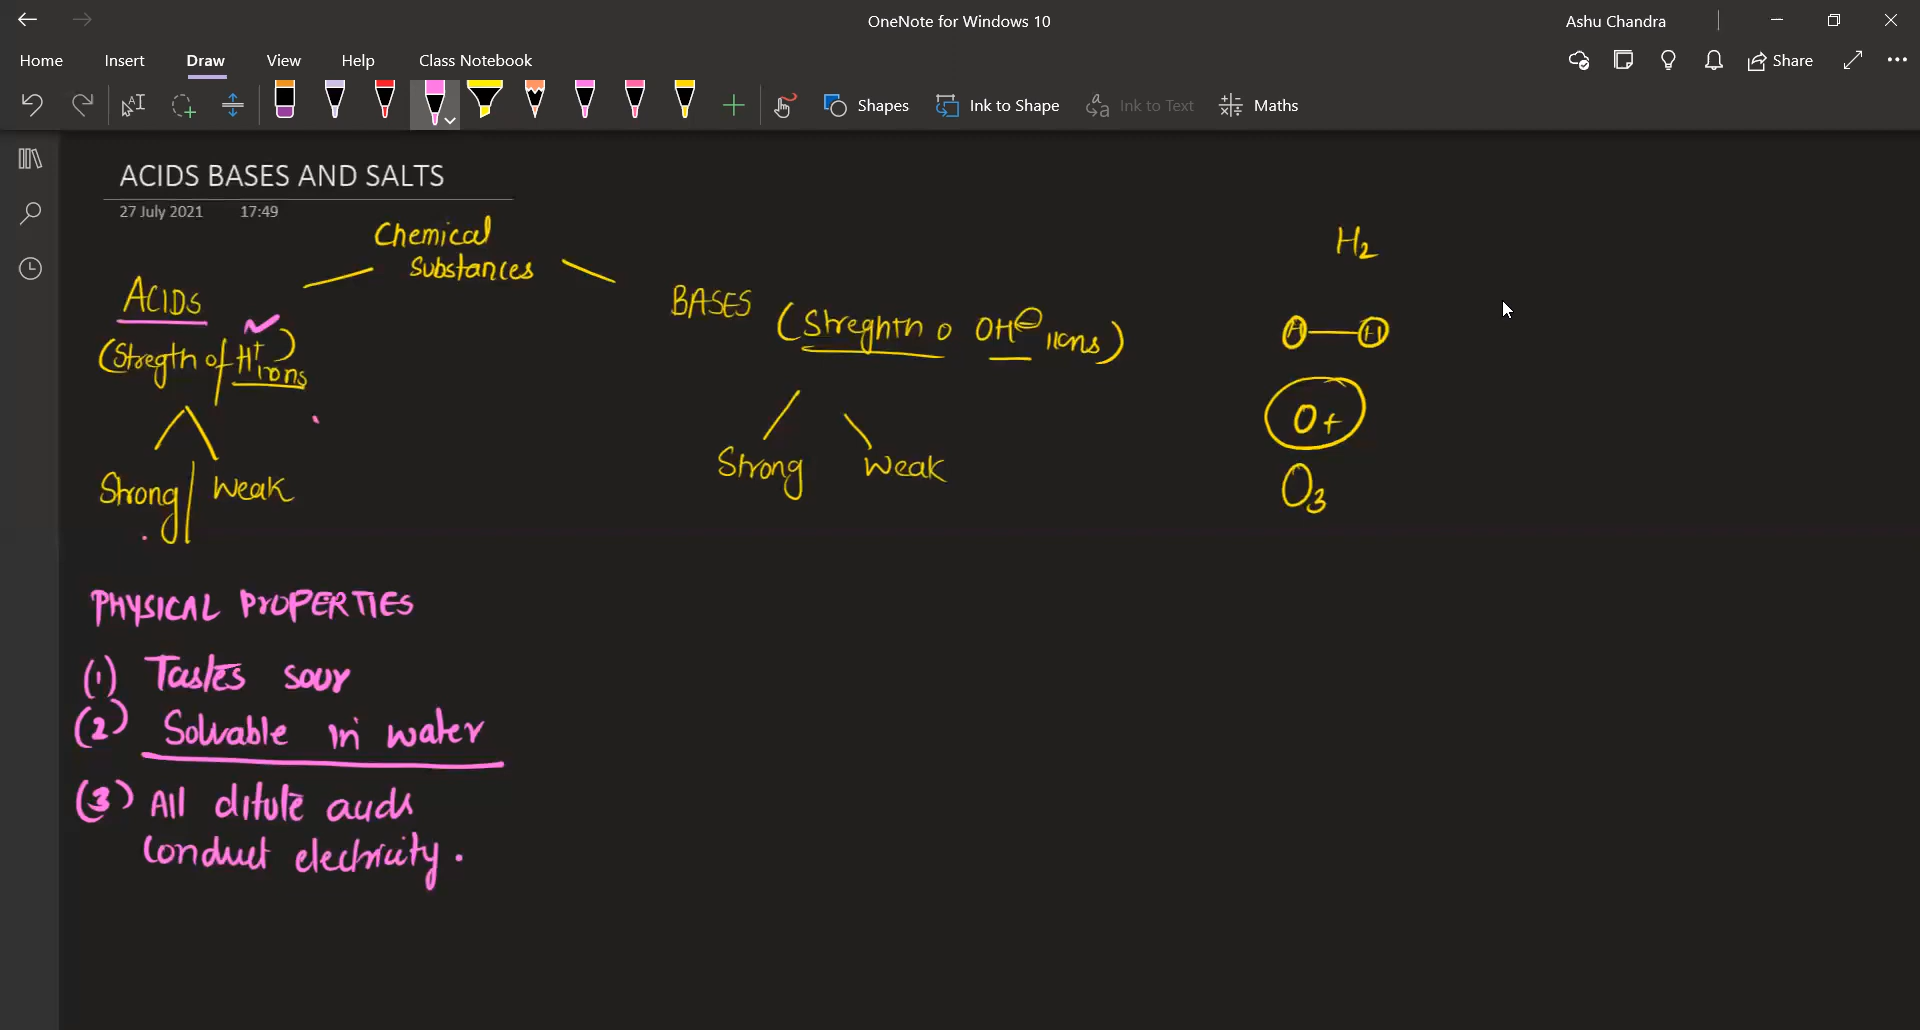 OneNote for Windows 10
Ashu Chandra
Home Insert Draw View Help Class Notebook
Share
Shapes Ink to Shape Ink to Text Maths
ACIDS BASES AND SALTS
27 July 2021 17:49
Chemical
Substances
ACIDS
(Stregth of H+ ions)
Strong Weak
BASES
(Streghtn o OH⊖ ions)
Strong Weak
H2
H H
O+
O3
PHYSICAL PROPERTIES
(1) Tastes sour
(2) Solvable in water
(3) All ditute acids
conduct electricity.